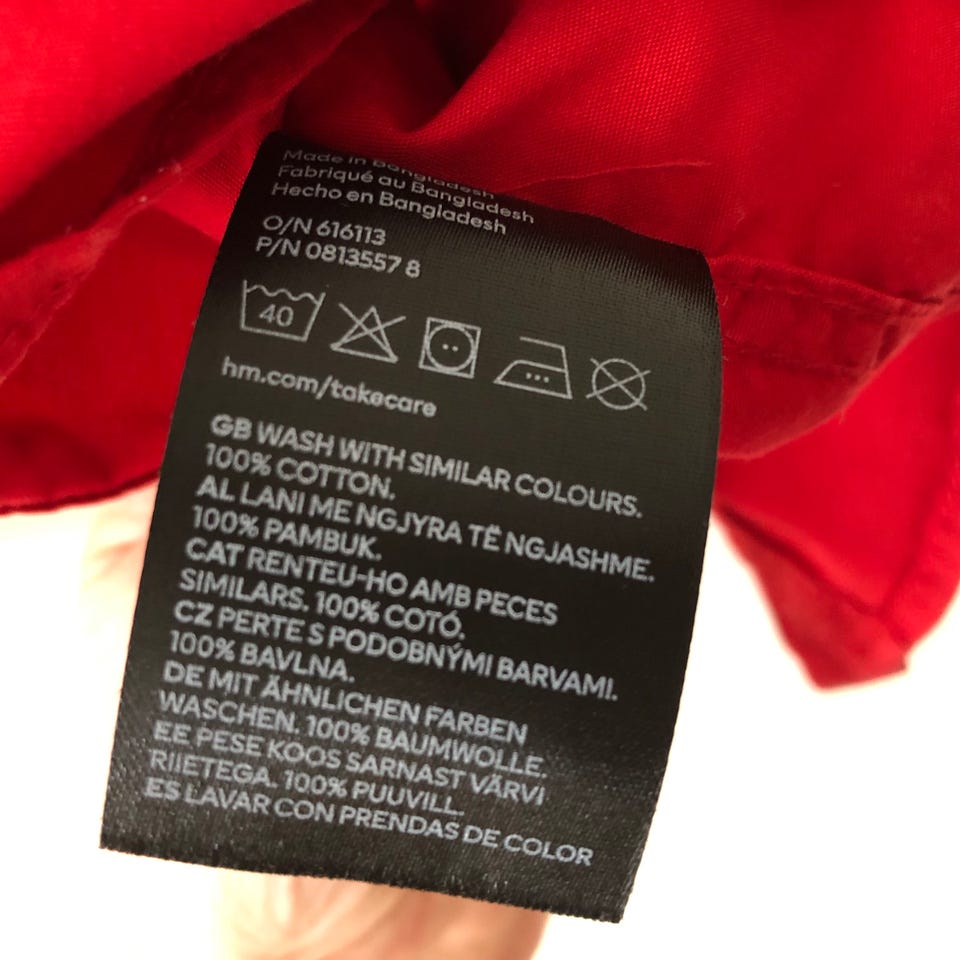 Made in Bangladesh
Fabriqué au Bangladesh
Hecho en Bangladesh
O/N 616113
P/N 0813557 8
40
hm.com/takecare
GB WASH WITH SIMILAR COLOURS.
100% COTTON.
AL LANI ME NGJYRA TË NGJASHME.
100% PAMBUK.
CAT RENTEU-HO AMB PECES
SIMILARS. 100% COTÓ.
CZ PERTE S PODOBNÝMI BARVAMI.
100% BAVLNA.
DE MIT ÄHNLICHEN FARBEN
WASCHEN. 100% BAUMWOLLE.
EE PESE KOOS SARNAST VÄRVI
RIIETEGA. 100% PUUVILL.
ES LAVAR CON PRENDAS DE COLOR